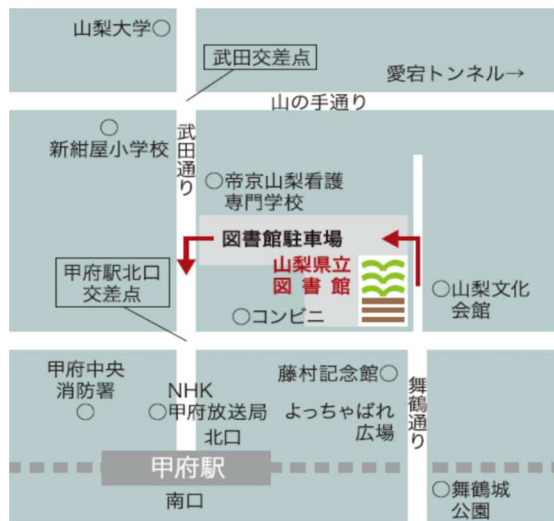 山梨大学
武田交差点
愛宕トンネル→
山の手通り
新紺屋小学校
武田通り
帝京山梨看護
専門学校
図書館駐車場
甲府駅北口
交差点
山梨県立
図書館
山梨文化
会館
コンビニ
甲府中央
消防署
NHK
甲府放送局
北口
藤村記念館
よっちゃばれ
広場
舞鶴通り
甲府駅
南口
舞鶴城
公園